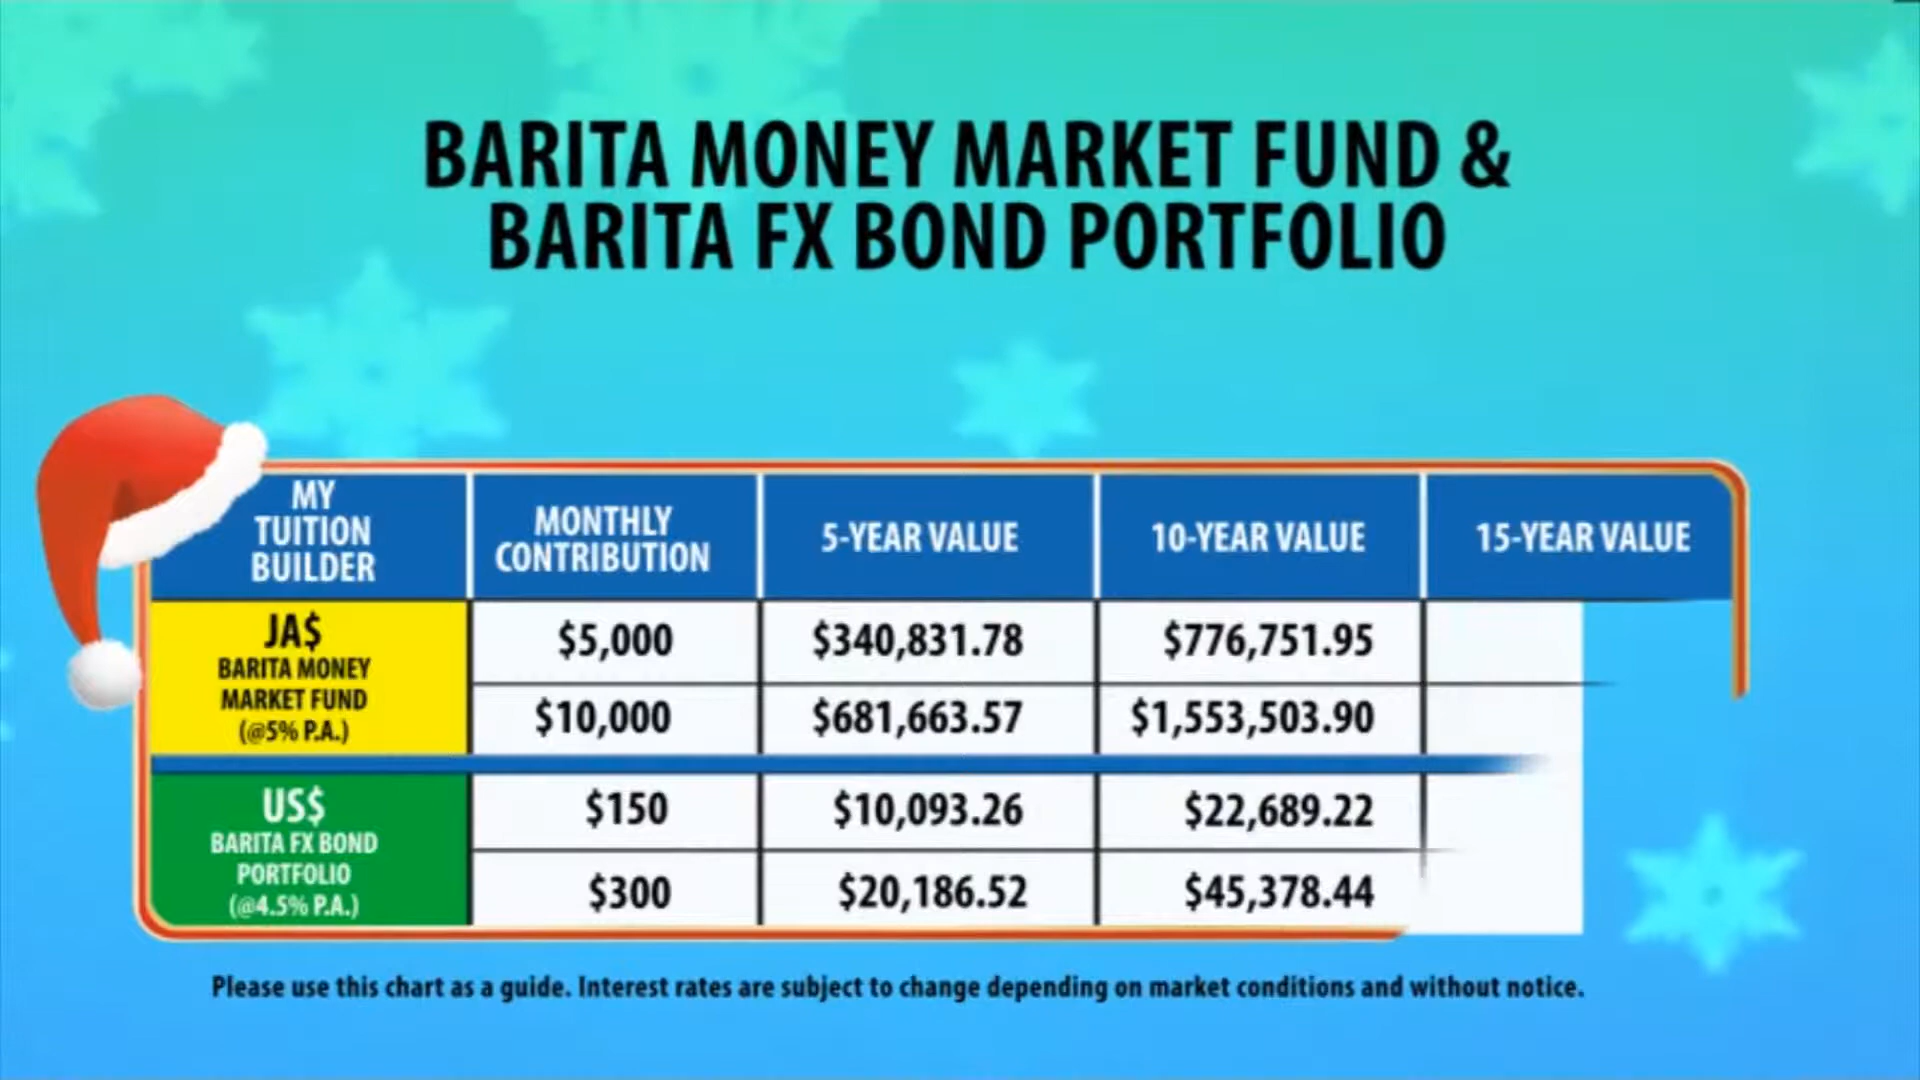 BARITA MONEY MARKET FUND &
BARITA FX BOND PORTFOLIO
MY
TUITION
BUILDER
MONTHLY
CONTRIBUTION
5-YEAR VALUE
10-YEAR VALUE
15-YEAR VALUE
JA$
BARITA MONEY
MARKET FUND
(@5% P.A.)
$5,000
$340,831.78
$776,751.95
$10,000
$681,663.57
$1,553,503.90
US$
BARITA FX BOND
PORTFOLIO
(@4.5% P.A.)
$150
$10,093.26
$22,689.22
$300
$20,186.52
$45,378.44
Please use this chart as a guide. Interest rates are subject to change depending on market conditions and without notice.